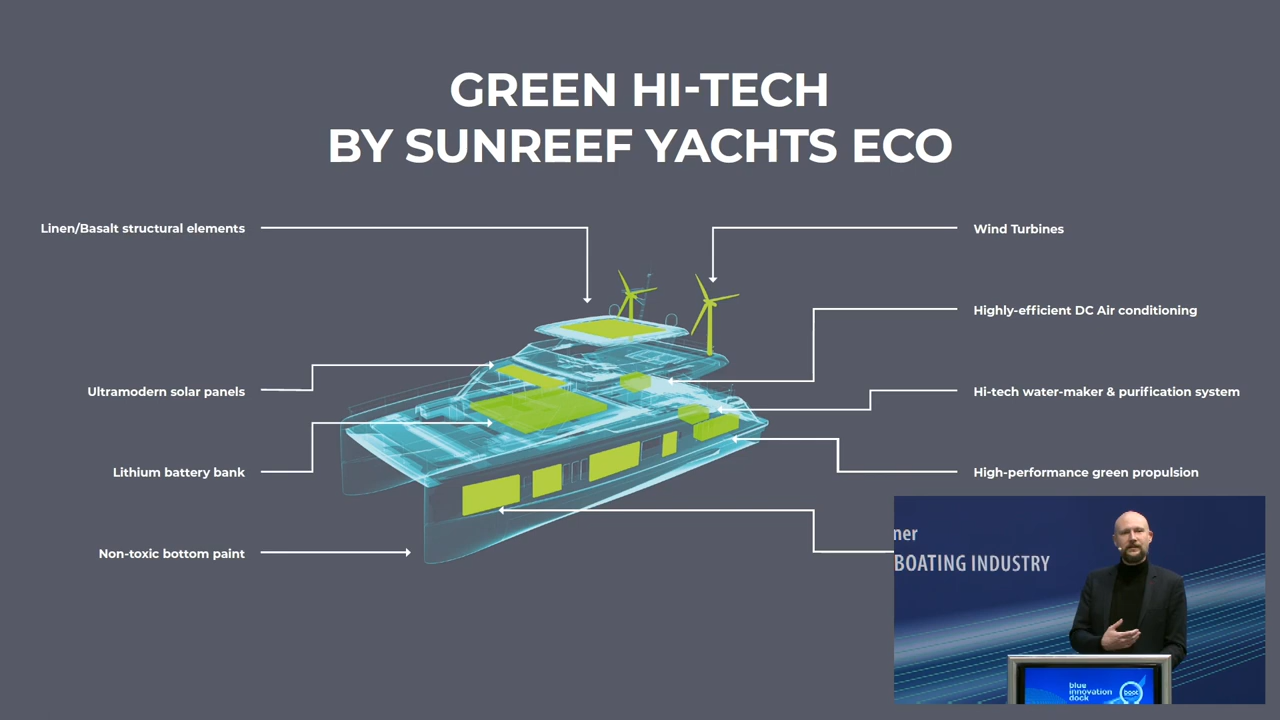 GREEN HI-TECH
BY SUNREEF YACHTS ECO
Linen/Basalt structural elements
Wind Turbines
Highly-efficient DC Air conditioning
Ultramodern solar panels
Hi-tech water-maker & purification system
Lithium battery bank
High-performance green propulsion
Non-toxic bottom paint
ner
BOATING INDUSTRY
blue
innovation
dock
boot